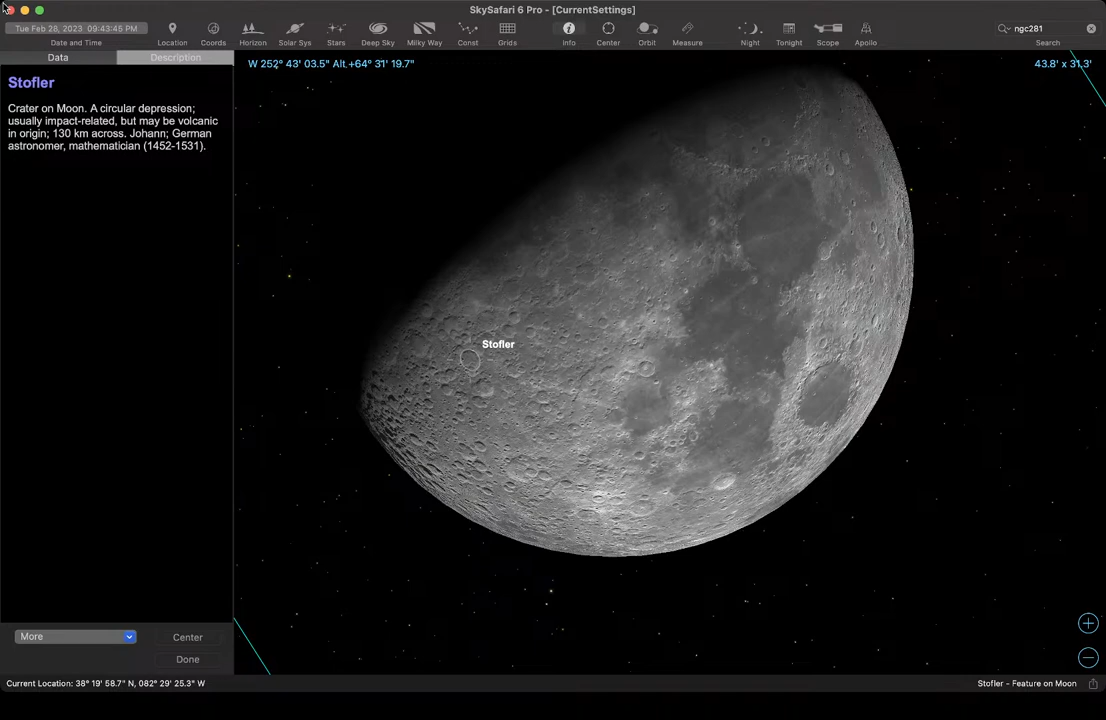 SkySafari 6 Pro - [CurrentSettings]
Tue Feb 28, 2023 09:43:45 PM
ngc281
Date and Time
Location
Coords
Horizon
Solar Sys
Stars
Deep Sky
Milky Way
Const
Grids
Info
Center
Orbit
Measure
Night
Tonight
Scope
Apollo
Search
Data
Description
W 252° 43' 03.5" Alt.+64° 31' 19.7"
43.8' x 31.3'
Stofler
Crater on Moon. A circular depression;
usually impact-related, but may be volcanic
in origin; 130 km across. Johann; German
astronomer, mathematician (1452-1531).
Stofler
More
Center
Done
Current Location: 38° 19' 58.7" N, 082° 29' 25.3" W
Stofler - Feature on Moon